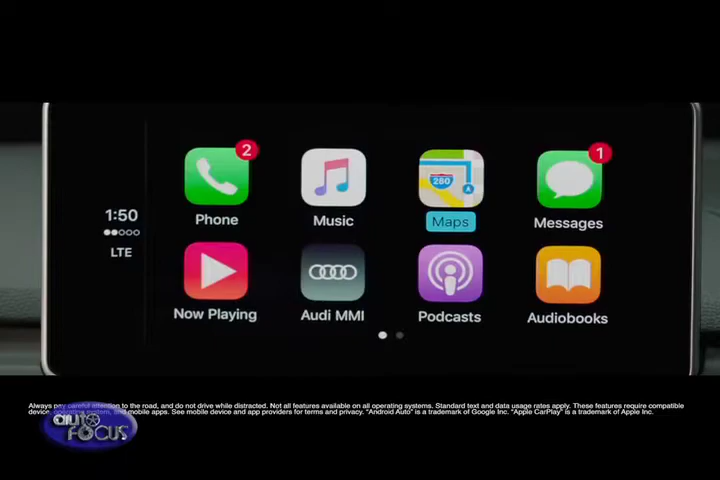 2
1
280
Phone
Music
Maps
Messages
1:50
LTE
Now Playing
Audi MMI
Podcasts
Audiobooks
Always pay careful attention to the road, and do not drive while distracted. Not all features available on all operating systems. Standard text and data usage rates apply. These features require compatible
device, operating system, and mobile apps. See mobile device and app providers for terms and privacy. "Android Auto" is a trademark of Google Inc. "Apple CarPlay" is a trademark of Apple Inc.
auto
FOCUS